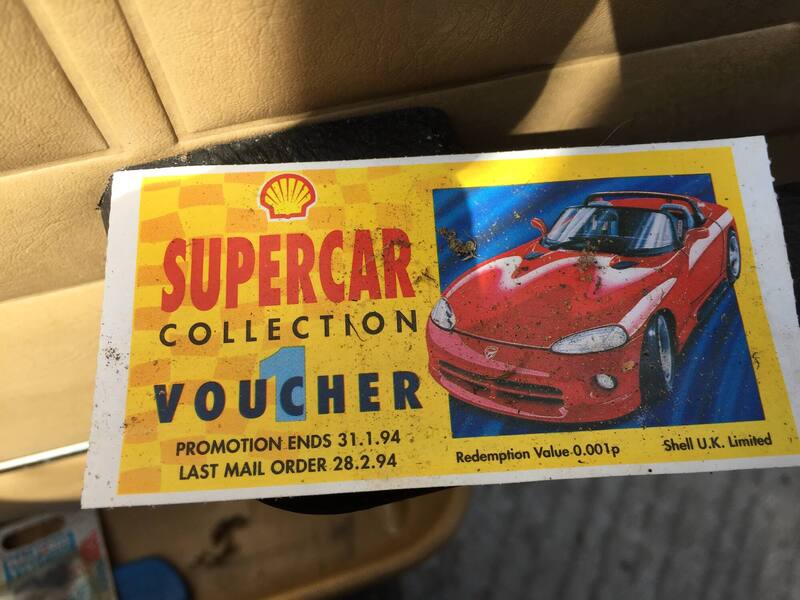 SUPERCAR
COLLECTION
1
VOUCHER
PROMOTION ENDS 31.1.94
LAST MAIL ORDER 28.2.94
Redemption Value 0.001p
Shell U.K. Limited